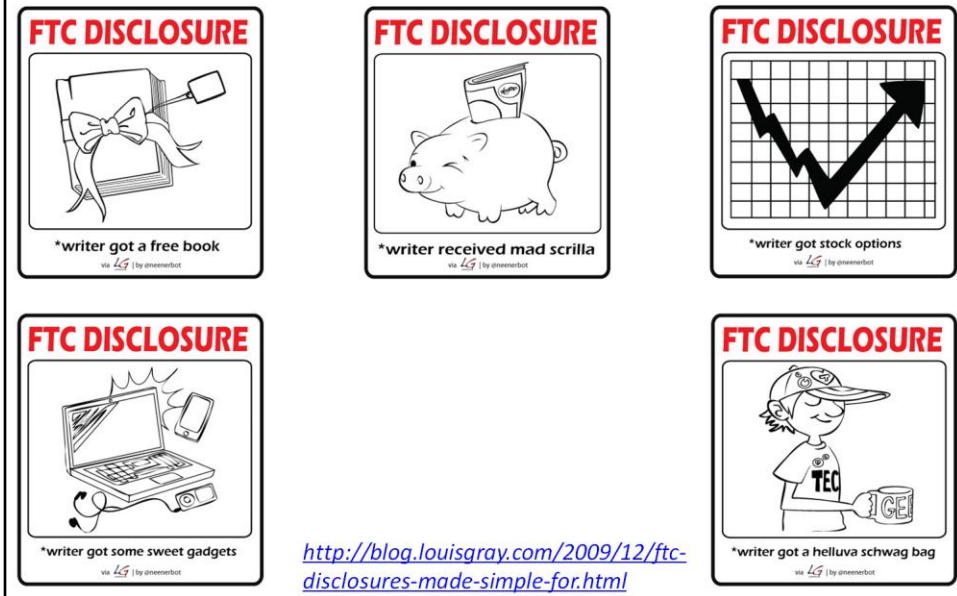 FTC DISCLOSURE
*writer got a free book
via LG | by @neenerbot
FTC DISCLOSURE
*writer received mad scrilla
via LG | by @neenerbot
FTC DISCLOSURE
*writer got stock options
via LG | by @neenerbot
FTC DISCLOSURE
*writer got some sweet gadgets
via LG | by @neenerbot
http://blog.louisgray.com/2009/12/ftc-
disclosures-made-simple-for.html
FTC DISCLOSURE
TEC
GE
*writer got a helluva schwag bag
via LG | by @neenerbot